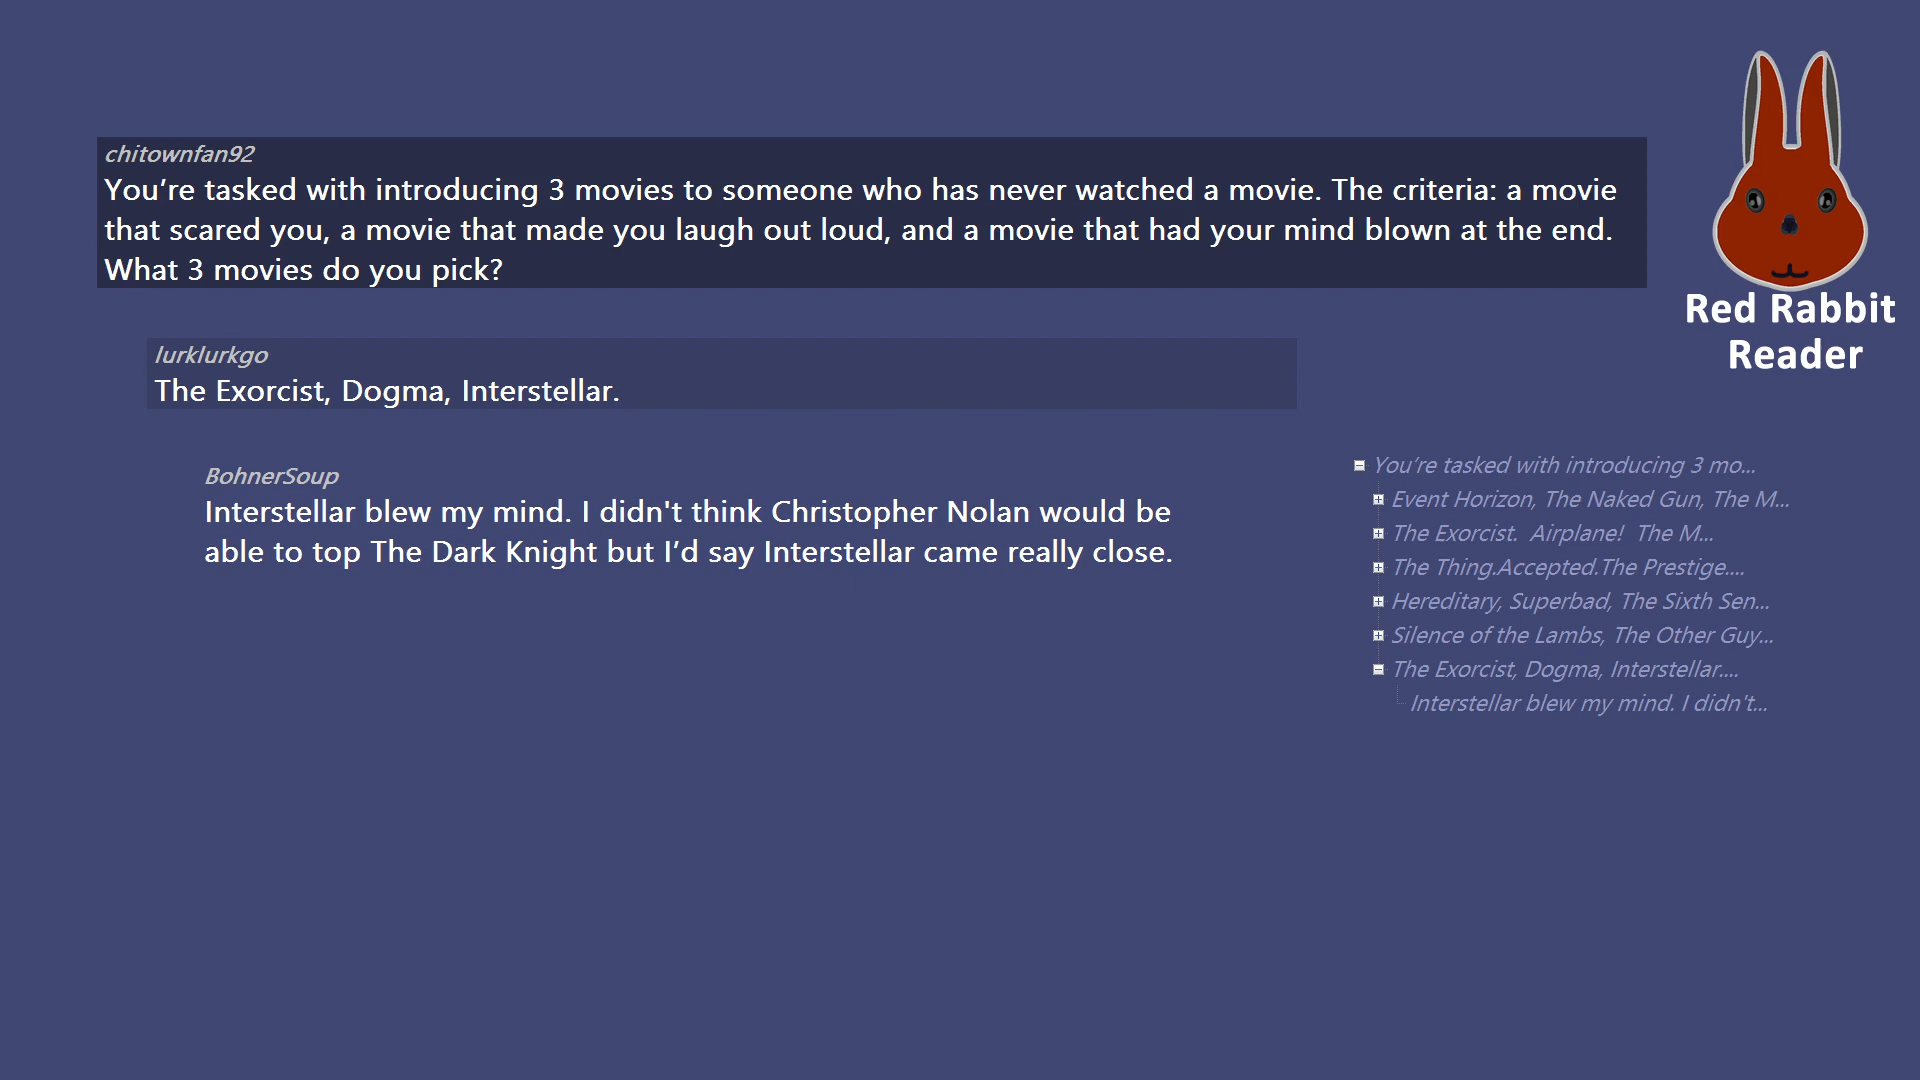 chitownfan92
You’re tasked with introducing 3 movies to someone who has never watched a movie. The criteria: a movie
that scared you, a movie that made you laugh out loud, and a movie that had your mind blown at the end.
What 3 movies do you pick?
lurklurkgo
The Exorcist, Dogma, Interstellar.
BohnerSoup
Interstellar blew my mind. I didn't think Christopher Nolan would be
able to top The Dark Knight but I’d say Interstellar came really close.
Red Rabbit
Reader
You’re tasked with introducing 3 mo...
Event Horizon, The Naked Gun, The M...
The Exorcist.  Airplane!  The M...
The Thing.Accepted.The Prestige....
Hereditary, Superbad, The Sixth Sen...
Silence of the Lambs, The Other Guy...
The Exorcist, Dogma, Interstellar....
Interstellar blew my mind. I didn't...